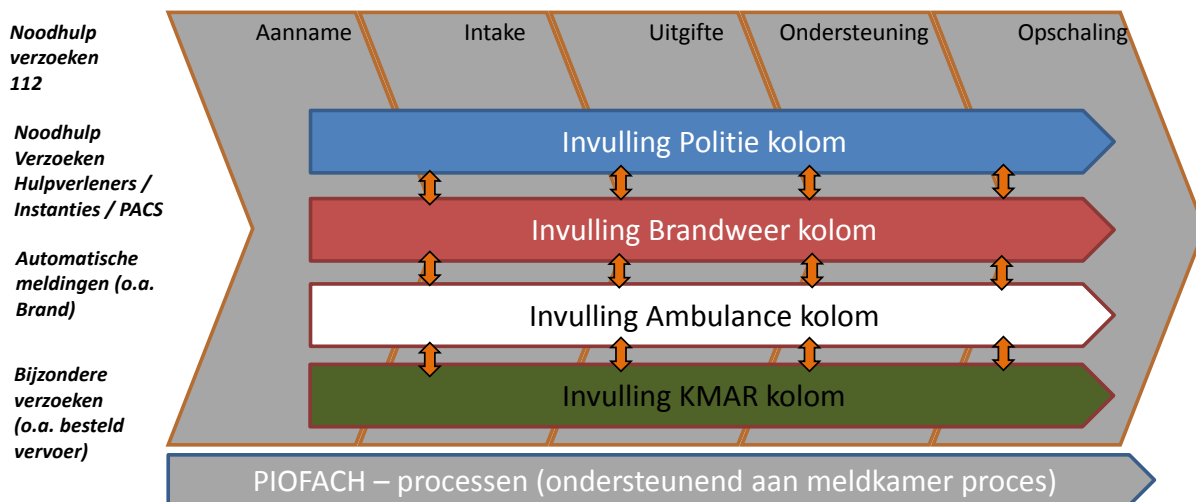 Noodhulp
verzoeken
112
Aanname
Intake
Uitgifte
Ondersteuning
Opschaling
Noodhulp
Verzoeken
Hulpverleners /
Instanties / PACS
Automatische
meldingen (o.a.
Brand)
Bijzondere
verzoeken
(o.a. besteld
vervoer)
Invulling Politie kolom
Invulling Brandweer kolom
Invulling Ambulance kolom
Invulling KMAR kolom
PIOFACH – processen (ondersteunend aan meldkamer proces)